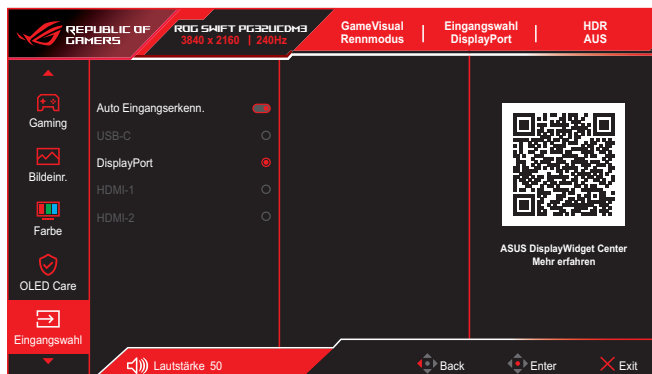 REPUBLIC OF
GAMERS
ROG SWIFT PG32UCDM3
3840 x 2160 | 240Hz
GameVisual
Rennmodus
Eingangswahl
DisplayPort
HDR
AUS
Gaming
Bildeinr.
Farbe
OLED Care
Eingangswahl
Auto Eingangserkenn.
USB-C
DisplayPort
HDMI-1
HDMI-2
ASUS DisplayWidget Center
Mehr erfahren
Lautstärke 50
Back
Enter
Exit